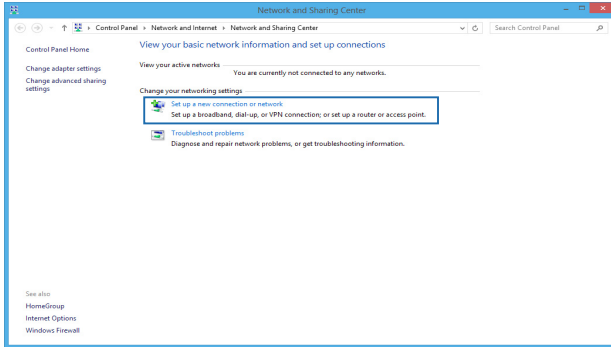 Network and Sharing Center
Control Panel › Network and Internet › Network and Sharing Center
Search Control Panel
Control Panel Home
Change adapter settings
Change advanced sharing
settings
View your basic network information and set up connections
View your active networks
You are currently not connected to any networks.
Change your networking settings
Set up a new connection or network
Set up a broadband, dial-up, or VPN connection; or set up a router or access point.
Troubleshoot problems
Diagnose and repair network problems, or get troubleshooting information.
See also
HomeGroup
Internet Options
Windows Firewall